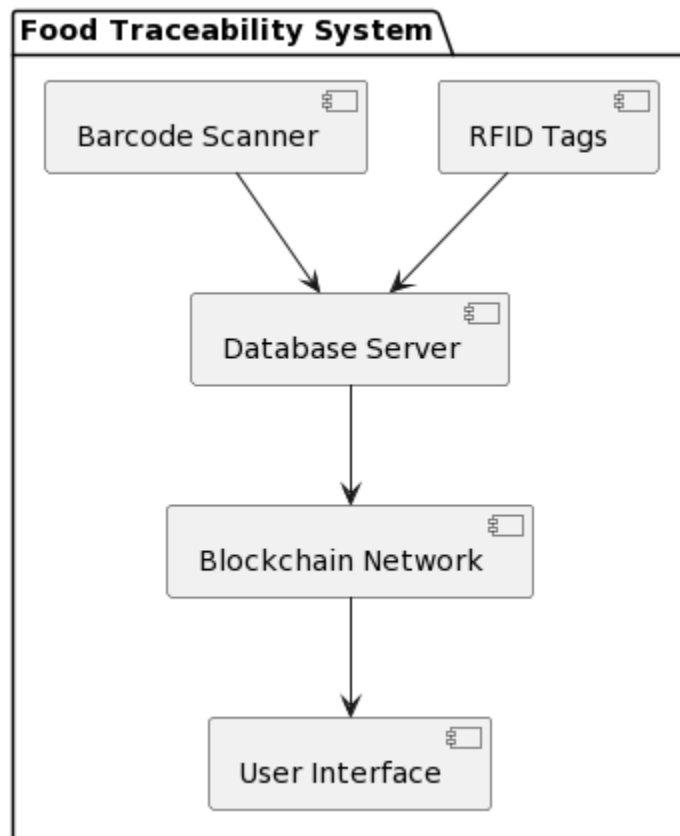 Food Traceability System
Barcode Scanner
RFID Tags
Database Server
Blockchain Network
User Interface